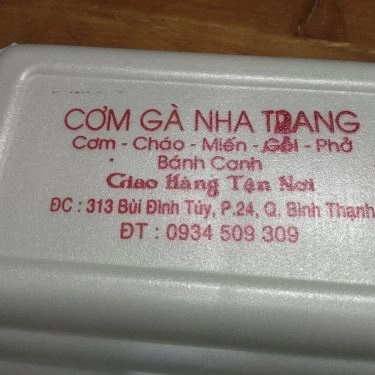 CƠM GÀ NHA TRANG
Cơm - Cháo - Miến - Gỏi - Phở
Bánh Canh
Giao Hàng Tận Nơi
ĐC : 313 Bùi Đình Túy, P.24, Q. Bình Thạnh
ĐT : 0934 509 309